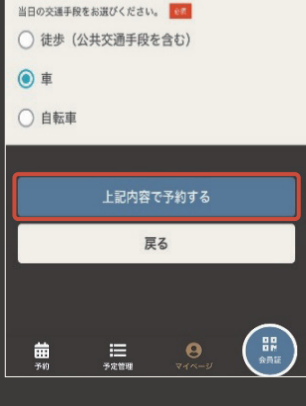 当日の交通手段をお選びください。 必須
徒歩（公共交通手段を含む）
車
自転車
上記内容で予約する
戻る
予約 予定管理 マイページ 会員証